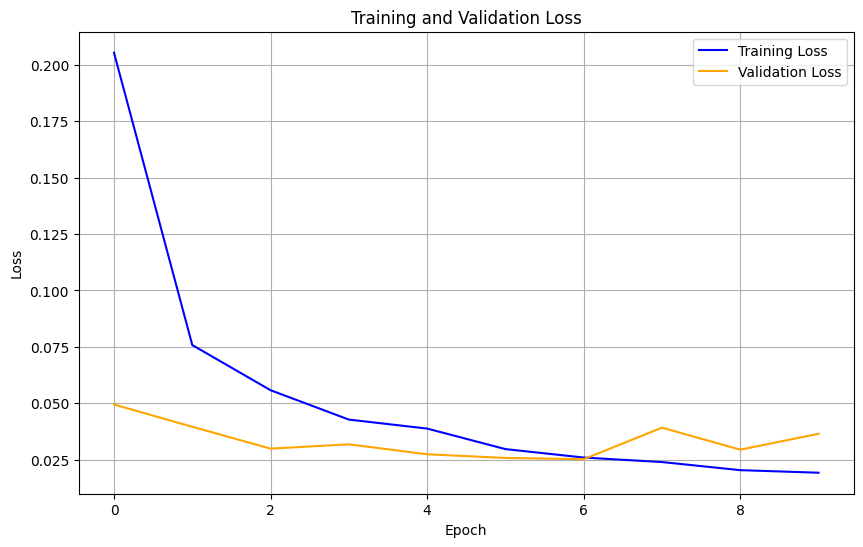 Training and Validation Loss
Training Loss
Validation Loss
0.200
0.175
0.150
0.125
0.100
0.075
0.050
0.025
Loss
0
2
4
6
8
Epoch